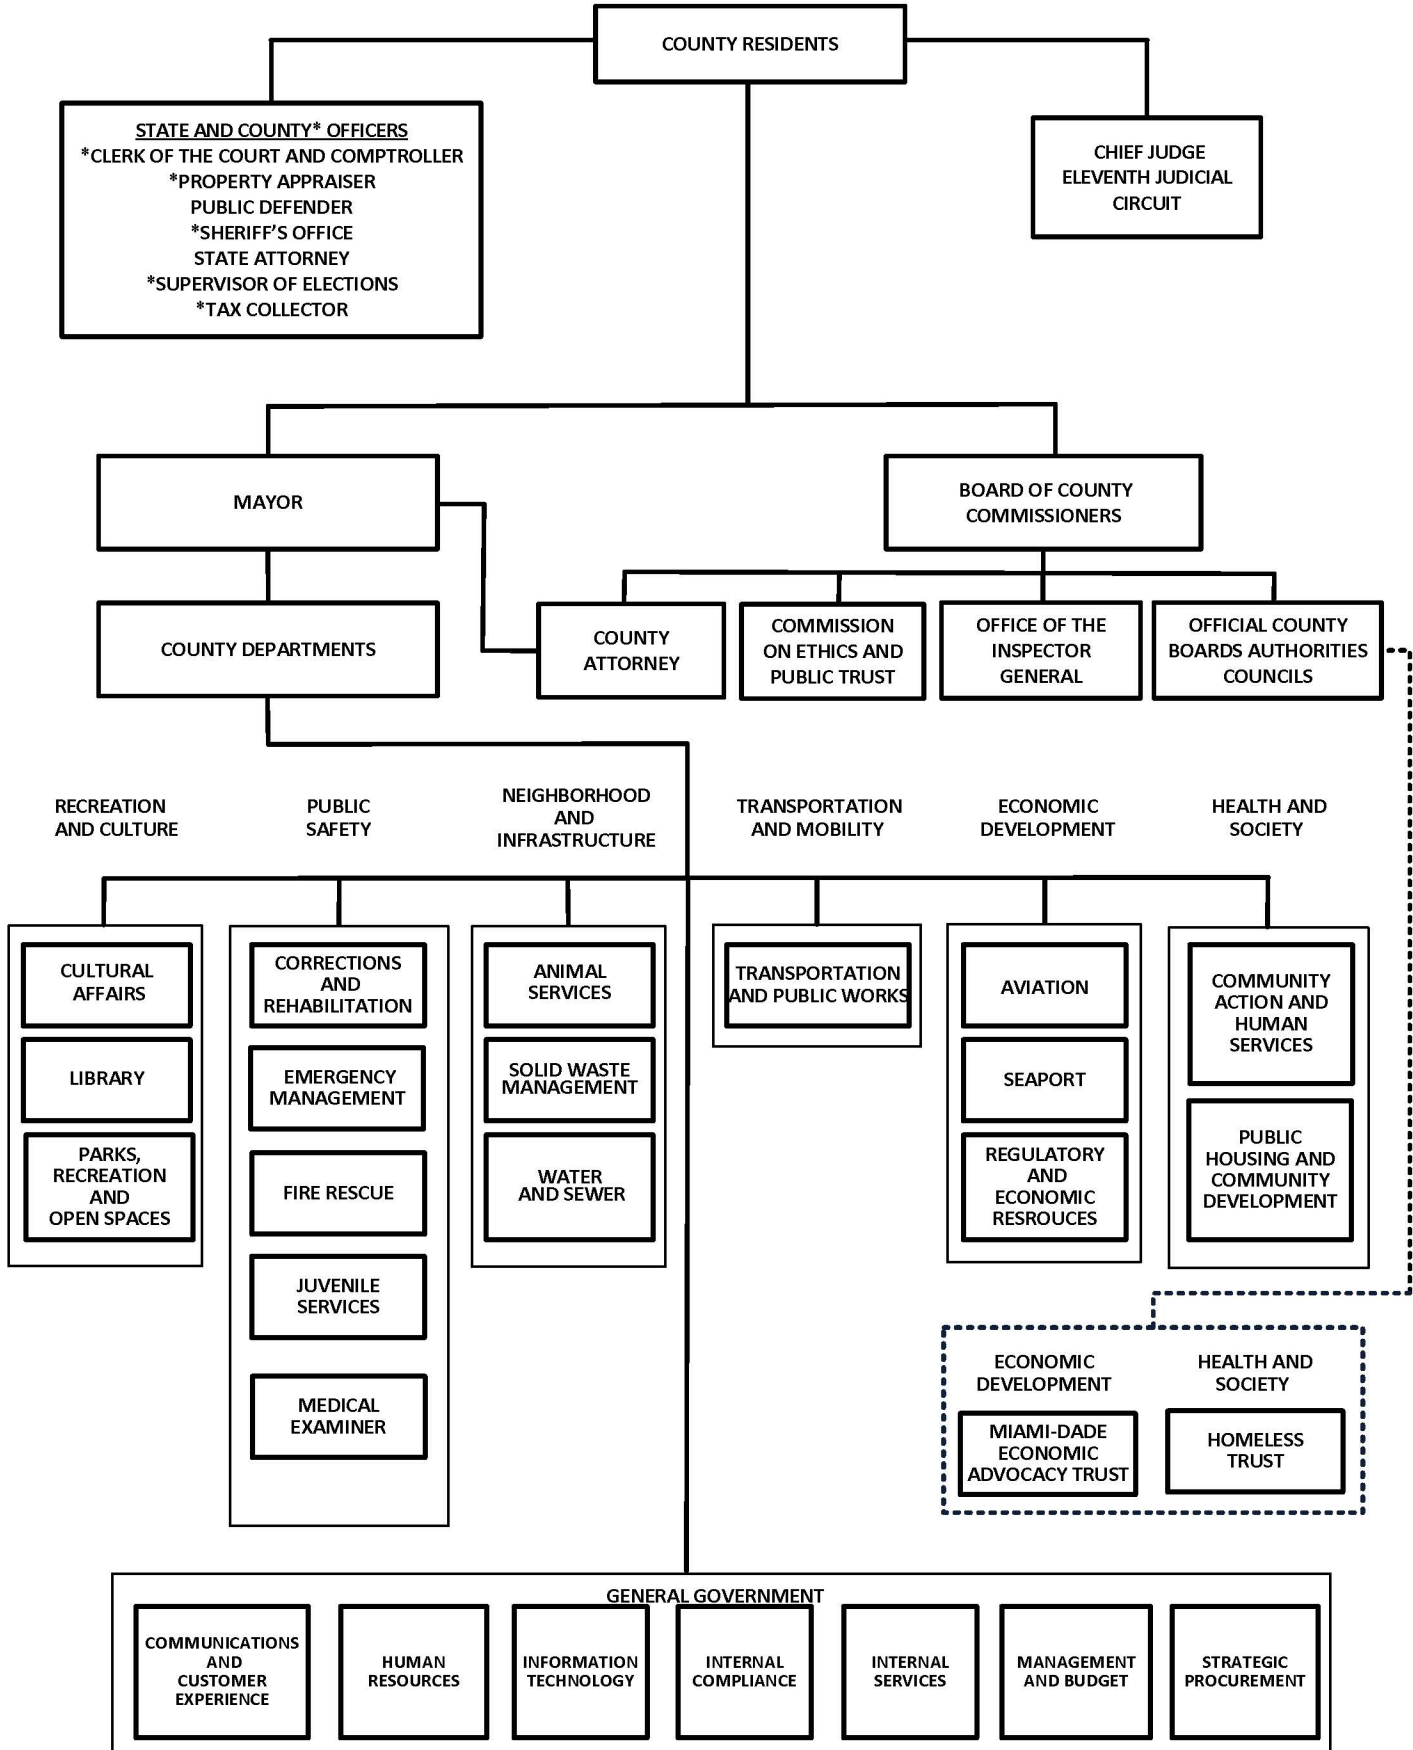 COUNTY RESIDENTS
STATE AND COUNTY* OFFICERS
*CLERK OF THE COURT AND COMPTROLLER
*PROPERTY APPRAISER
PUBLIC DEFENDER
*SHERIFF'S OFFICE
STATE ATTORNEY
*SUPERVISOR OF ELECTIONS
*TAX COLLECTOR
CHIEF JUDGE
ELEVENTH JUDICIAL
CIRCUIT
MAYOR
BOARD OF COUNTY
COMMISSIONERS
COUNTY DEPARTMENTS
COUNTY
ATTORNEY
COMMISSION
ON ETHICS AND
PUBLIC TRUST
OFFICE OF THE
INSPECTOR
GENERAL
OFFICIAL COUNTY
BOARDS AUTHORITIES
COUNCILS
RECREATION
AND CULTURE
PUBLIC
SAFETY
NEIGHBORHOOD
AND
INFRASTRUCTURE
TRANSPORTATION
AND MOBILITY
ECONOMIC
DEVELOPMENT
HEALTH AND
SOCIETY
CULTURAL
AFFAIRS
LIBRARY
PARKS,
RECREATION
AND
OPEN SPACES
CORRECTIONS
AND
REHABILITATION
EMERGENCY
MANAGEMENT
FIRE RESCUE
JUVENILE
SERVICES
MEDICAL
EXAMINER
ANIMAL
SERVICES
SOLID WASTE
MANAGEMENT
WATER
AND SEWER
TRANSPORTATION
AND PUBLIC WORKS
AVIATION
SEAPORT
REGULATORY
AND
ECONOMIC
RESROUCES
COMMUNITY
ACTION AND
HUMAN
SERVICES
PUBLIC
HOUSING AND
COMMUNITY
DEVELOPMENT
ECONOMIC
DEVELOPMENT
MIAMI-DADE
ECONOMIC
ADVOCACY TRUST
HEALTH AND
SOCIETY
HOMELESS
TRUST
GENERAL GOVERNMENT
COMMUNICATIONS
AND
CUSTOMER
EXPERIENCE
HUMAN
RESOURCES
INFORMATION
TECHNOLOGY
INTERNAL
COMPLIANCE
INTERNAL
SERVICES
MANAGEMENT
AND BUDGET
STRATEGIC
PROCUREMENT